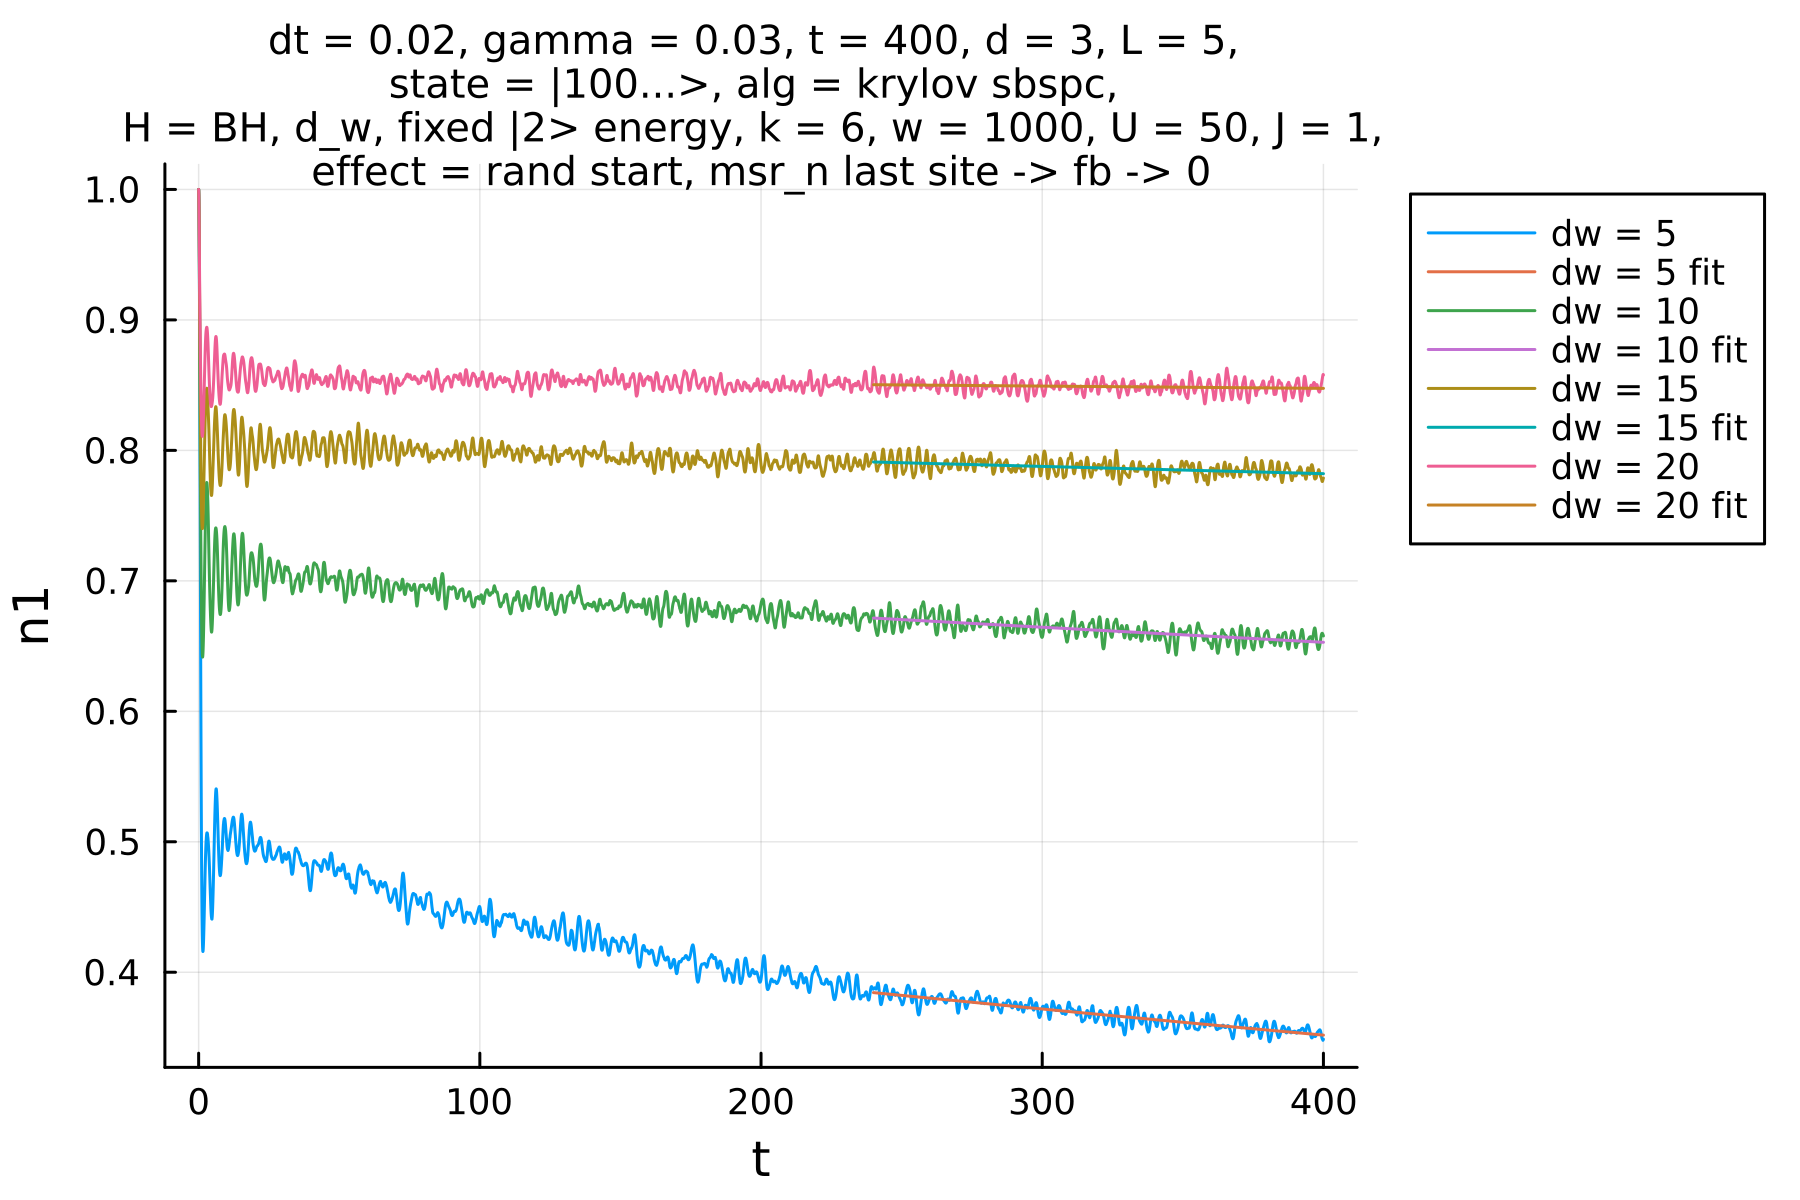 dt = 0.02, gamma = 0.03, t = 400, d = 3, L = 5,
state = |100...>, alg = krylov sbspc,
H = BH, d_w, fixed |2> energy, k = 6, w = 1000, U = 50, J = 1,
effect = rand start, msr_n last site -> fb -> 0
1.0
0.9
0.8
0.7
0.6
0.5
0.4
n1
0 100 200 300 400
t
dw = 5
dw = 5 fit
dw = 10
dw = 10 fit
dw = 15
dw = 15 fit
dw = 20
dw = 20 fit